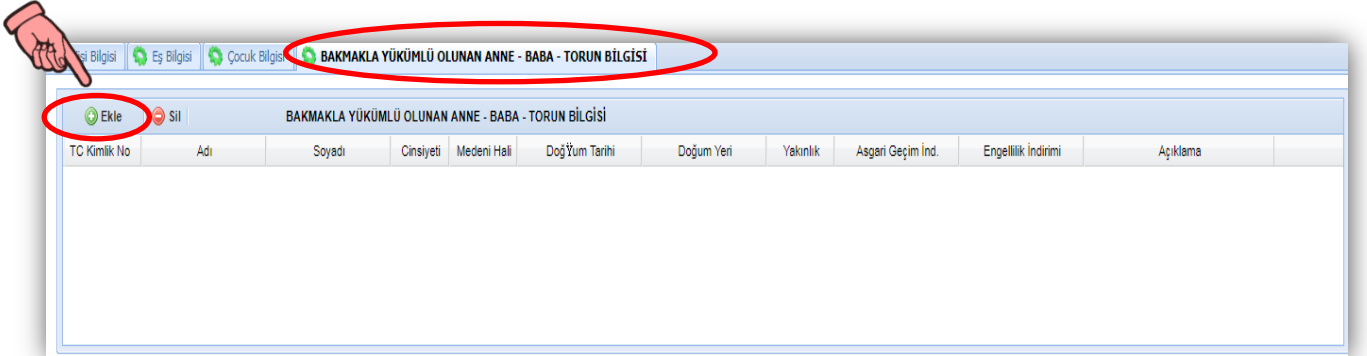 şi Bilgisi Eş Bilgisi Çocuk Bilgisi BAKMAKLA YÜKÜMLÜ OLUNAN ANNE - BABA - TORUN BİLGİSİ
Ekle Sil BAKMAKLA YÜKÜMLÜ OLUNAN ANNE - BABA - TORUN BİLGİSİ
TC Kimlik No Adı Soyadı Cinsiyeti Medeni Hali DoğŸum Tarihi Doğum Yeri Yakınlık Asgari Geçim İnd. Engellilik İndirimi Açıklama